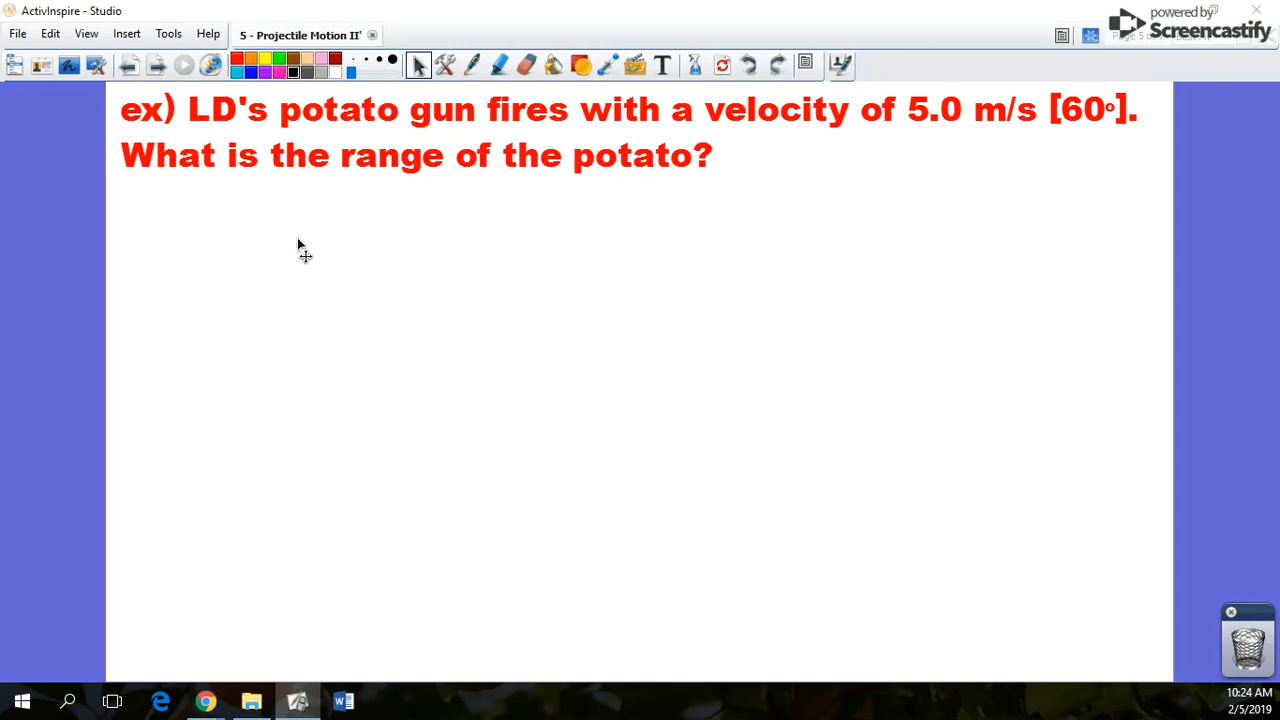 ActivInspire - Studio
powered by
Screencastify
File Edit View Insert Tools Help
5 - Projectile Motion II'
ex) LD's potato gun fires with a velocity of 5.0 m/s [60º].
What is the range of the potato?
10:24 AM
2/5/2019